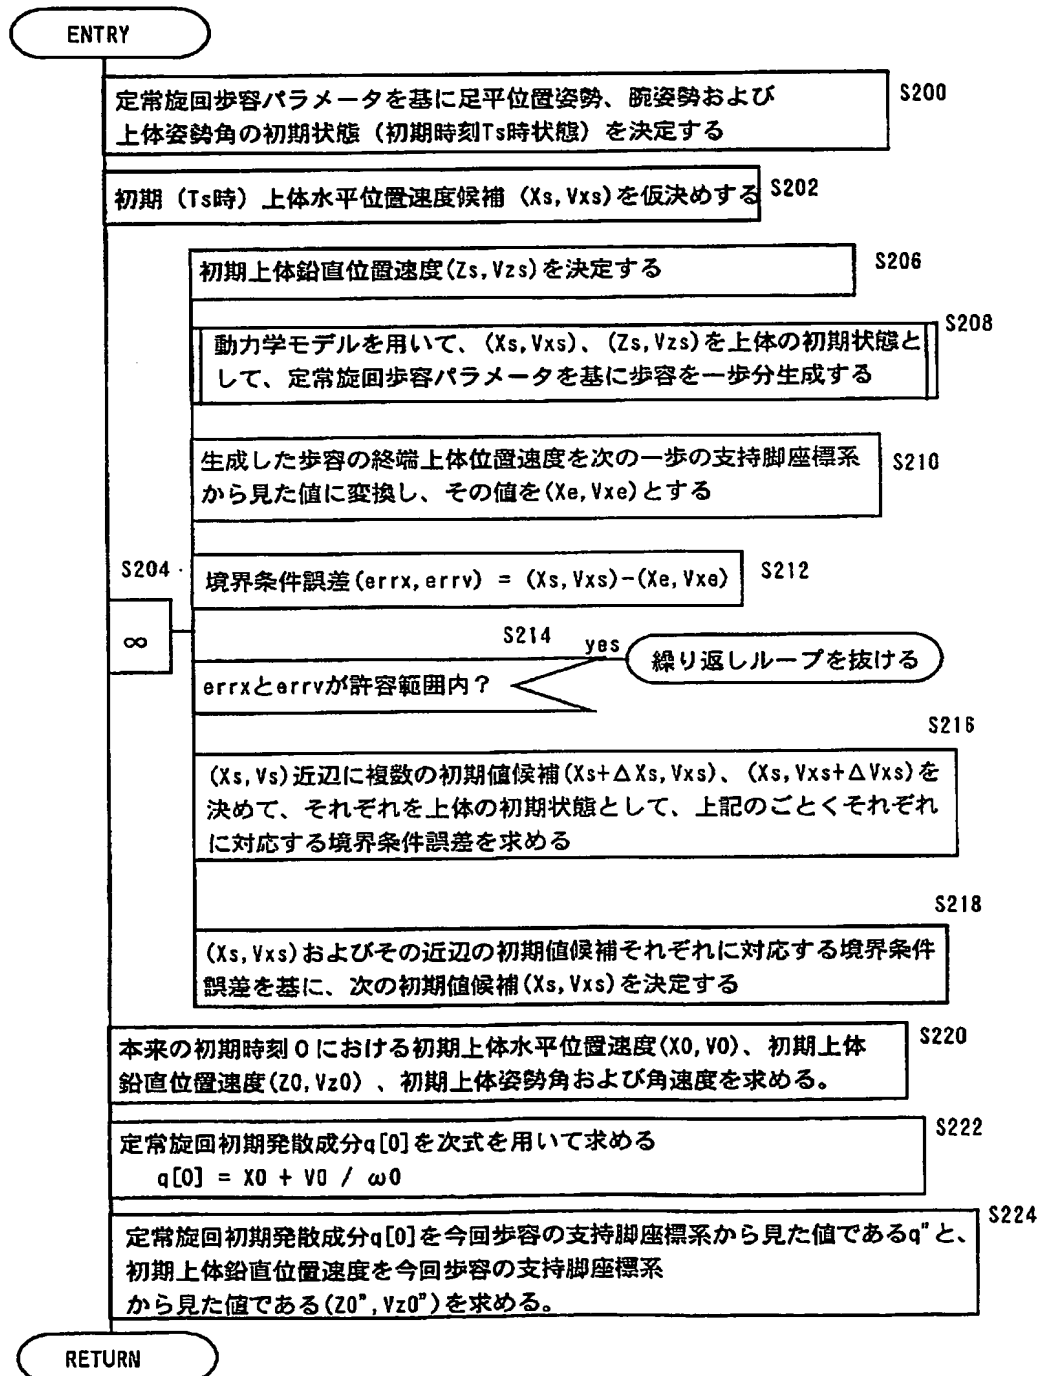 ENTRY
定常旋回歩容パラメータを基に足平位置姿勢、腕姿勢および
上体姿勢角の初期状態（初期時刻Ts時状態）を決定する
S200
初期（Ts時）上体水平位置速度候補（Xs,Vxs)を仮決めする
S202
初期上体鉛直位置速度(Zs,Vzs)を決定する
S206
S208
動力学モデルを用いて、(Xs,Vxs)、(Zs,Vzs)を上体の初期状態と
して、定常旋回歩容パラメータを基に歩容を一歩分生成する
生成した歩容の終端上体位置速度を次の一歩の支持脚座標系
から見た値に変換し、その値を(Xe,Vxe)とする
S210
S204
境界条件誤差(errx,errv) = (Xs,Vxs)-(Xe,Vxe)
S212
∞
S214
yes
繰り返しループを抜ける
errxとerrvが許容範囲内？
S216
(Xs,Vs)近辺に複数の初期値候補(Xs+ΔXs,Vxs)、(Xs,Vxs+ΔVxs)を
決めて、それぞれを上体の初期状態として、上記のごとくそれぞれ
に対応する境界条件誤差を求める
S218
(Xs,Vxs)およびその近辺の初期値候補それぞれに対応する境界条件
誤差を基に、次の初期値候補(Xs,Vxs)を決定する
本来の初期時刻0における初期上体水平位置速度(X0,V0)、初期上体
鉛直位置速度(Z0,Vz0)、初期上体姿勢角および角速度を求める。
S220
定常旋回初期発散成分q[0]を次式を用いて求める
q[0] = X0 + V0 / ω0
S222
S224
定常旋回初期発散成分q[0]を今回歩容の支持脚座標系から見た値であるq"と、
初期上体鉛直位置速度を今回歩容の支持脚座標系
から見た値である(Z0",Vz0")を求める。
RETURN